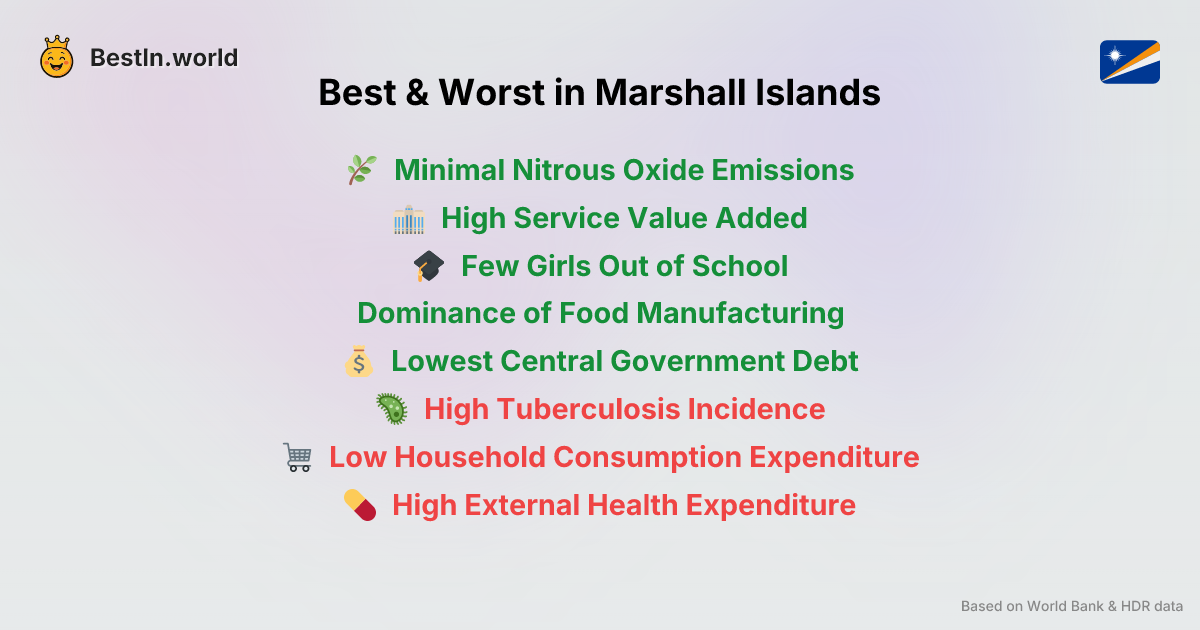 BestIn.world
Best & Worst in Marshall Islands
Minimal Nitrous Oxide Emissions
High Service Value Added
Few Girls Out of School
Dominance of Food Manufacturing
Lowest Central Government Debt
High Tuberculosis Incidence
Low Household Consumption Expenditure
High External Health Expenditure
Based on World Bank & HDR data